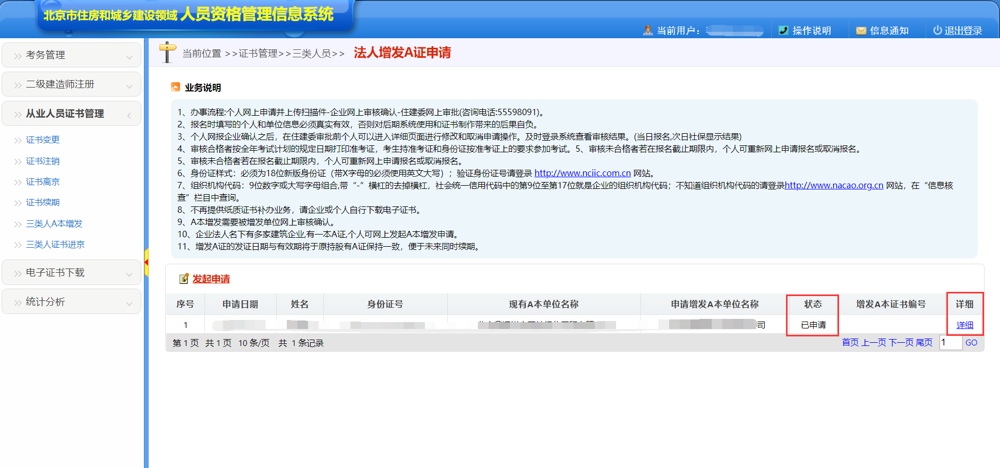 北京市住房和城乡建设领域 人员资格管理信息系统
当前用户： 操作说明 信息通知 退出登录
考务管理
二级建造师注册
从业人员证书管理
证书变更
证书注销
证书离京
证书续期
三类人A本增发
三类人证书进京
电子证书下载
统计分析
当前位置 >>证书管理>>三类人员>> 法人增发A证申请
业务说明
1、办事流程:个人网上申请并上传扫描件-企业网上审核确认-住建委网上审批(咨询电话:55598091)。
2、报名时填写的个人和单位信息必须真实有效，否则对后期系统使用和证书制作带来的后果自负。
3、个人网报企业确认之后，在住建委审批前个人可以进入详细页面进行修改和取消申请操作。及时登录系统查看审核结果。(当日报名,次日社保显示结果)
4、审核合格者按全年考试计划的规定日期打印准考证，考生持准考证和身份证按准考证上的要求参加考试。5、审核未合格者若在报名截止期限内，个人可重新网上申请报名或取消报名。
5、审核未合格者若在报名截止期限内，个人可重新网上申请报名或取消报名。
6、身份证样式：必须为18位新版身份证（带X字母的必须使用英文大写）；验证身份证号请登录 http://www.nciic.com.cn 网站。
7、组织机构代码：9位数字或大写字母组合,带“-”横杠的去掉横杠，社会统一信用代码中的第9位至第17位就是企业的组织机构代码；不知道组织机构代码的请登录http://www.nacao.org.cn 网站，在“信息核
查”栏目中查询。
8、不再提供纸质证书补办业务，请企业或个人自行下载电子证书。
9、A本增发需要被增发单位网上审核确认。
10、企业法人名下有多家建筑企业,有一本A证,个人可网上发起A本增发申请。
11、增发A证的发证日期与有效期将于原持股有A证保持一致，便于未来同时续期。
发起申请
序号 申请日期 姓名 身份证号 现有A本单位名称 申请增发A本单位名称 状态 增发A本证书编号 详细
1 司 已申请 详细
第 1 页 共 1 页 10 条/页 共 1 条记录 首页 上一页 下一页 尾页 1 GO